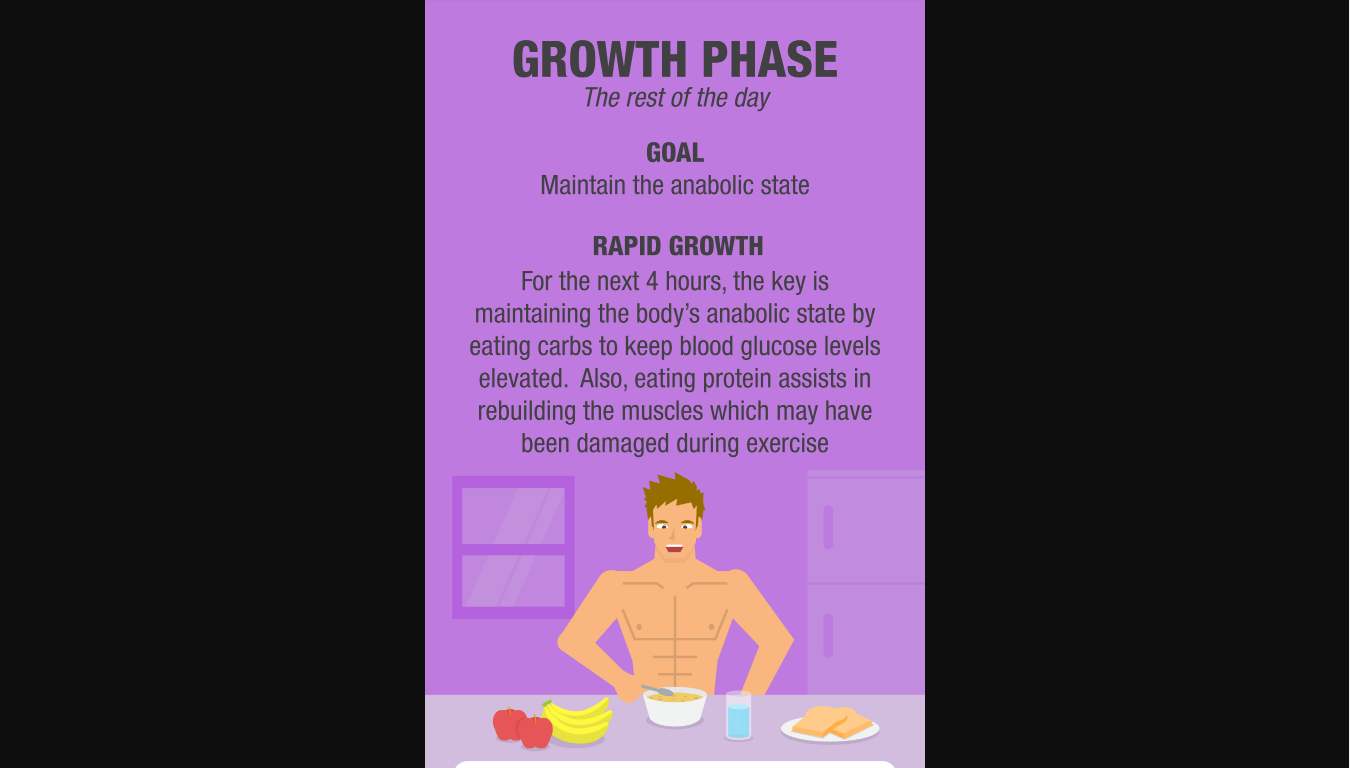 GROWTH PHASE
The rest of the day
GOAL
Maintain the anabolic state
RAPID GROWTH
For the next 4 hours, the key is
maintaining the body’s anabolic state by
eating carbs to keep blood glucose levels
elevated.  Also, eating protein assists in
rebuilding the muscles which may have
been damaged during exercise